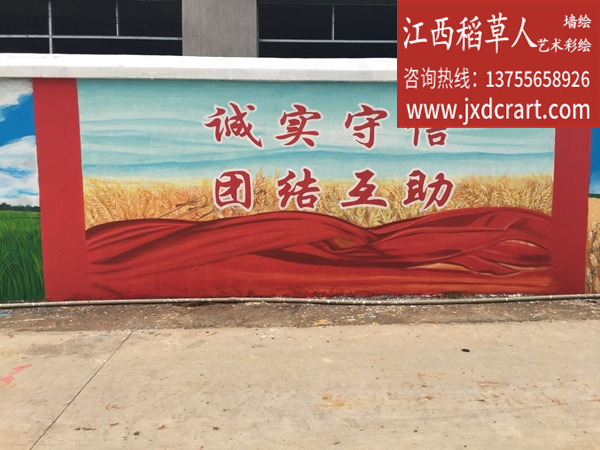 江西稻草人 墙绘艺术彩绘
咨询热线：13755658926
www.jxdcrart.com
诚实守信
团结互助